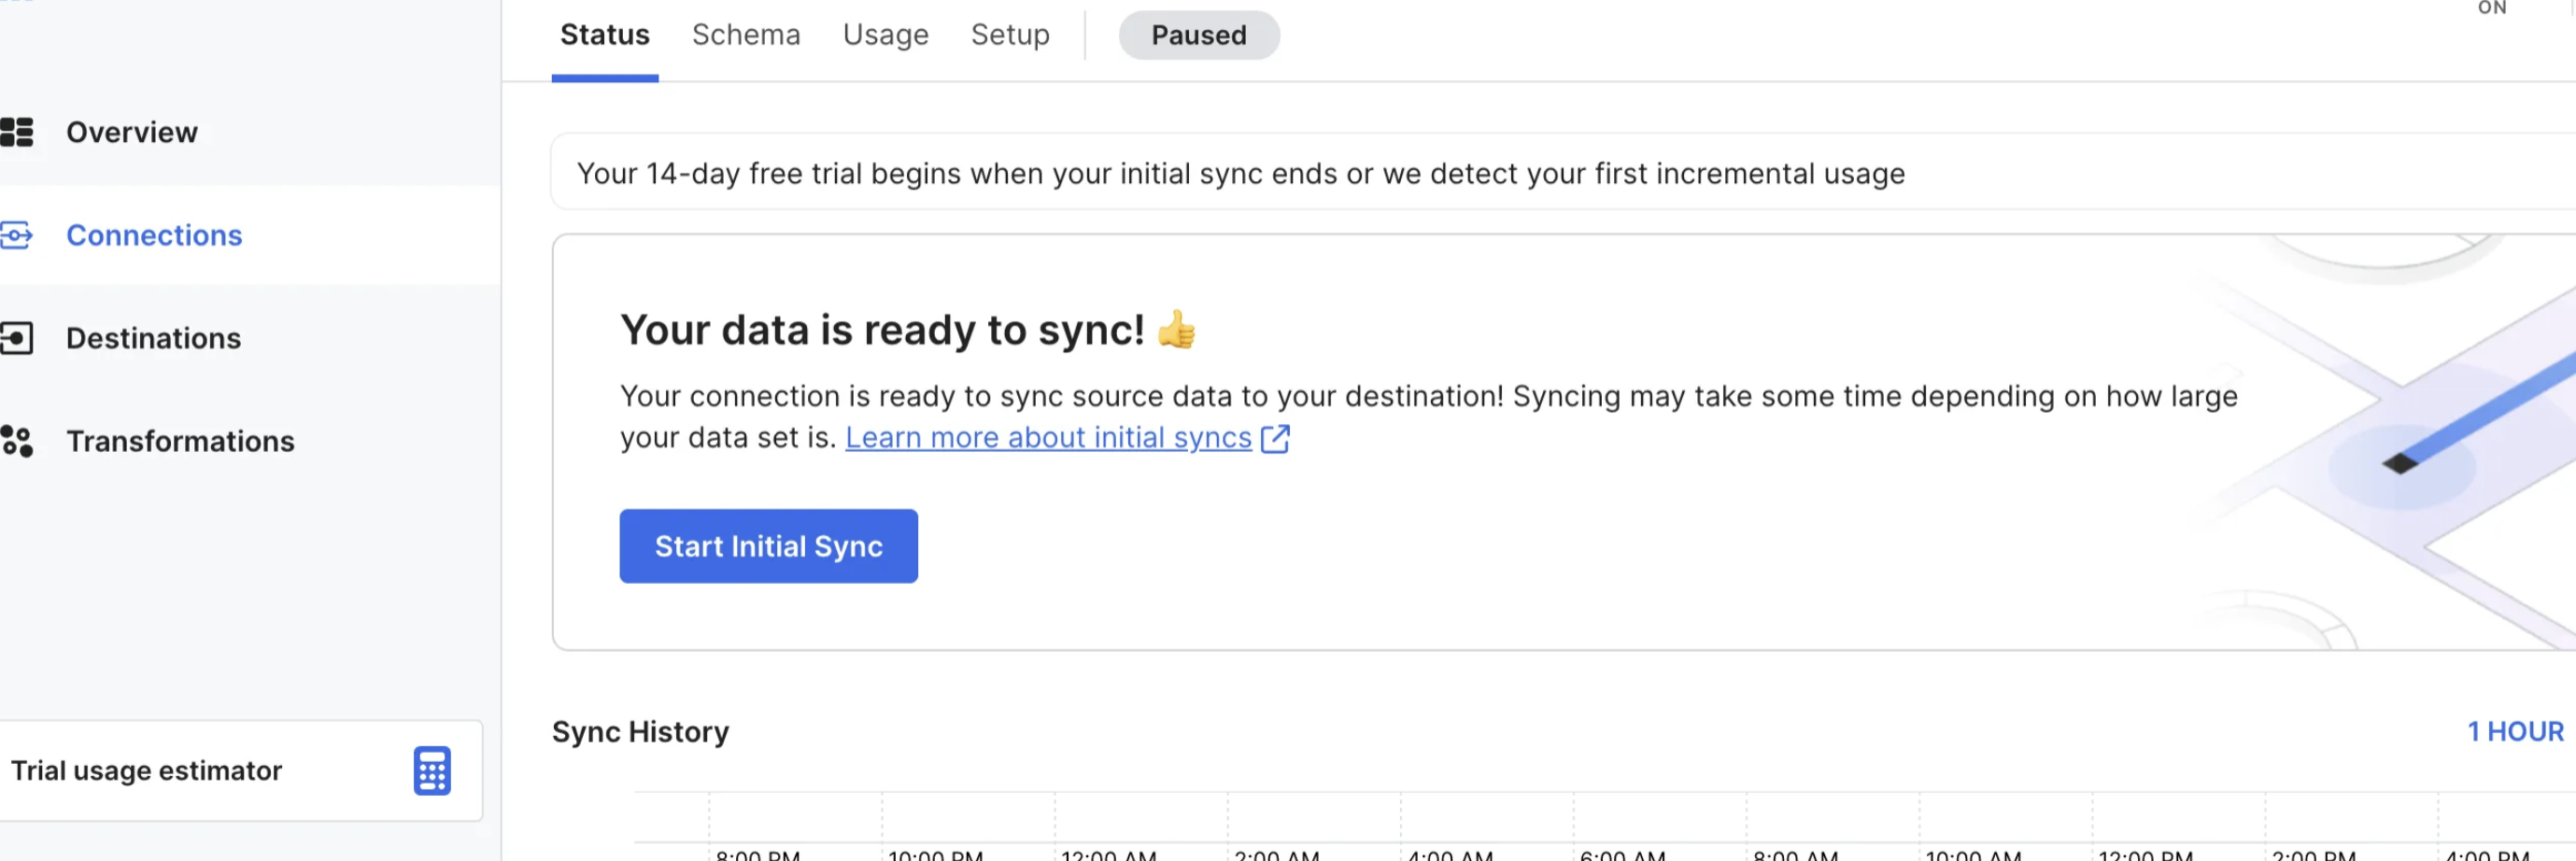 ON
Status Schema Usage Setup Paused
Overview
Connections
Destinations
Transformations
Trial usage estimator
Your 14-day free trial begins when your initial sync ends or we detect your first incremental usage
Your data is ready to sync! 👍
Your connection is ready to sync source data to your destination! Syncing may take some time depending on how large
your data set is. Learn more about initial syncs
Start Initial Sync
Sync History
1 HOUR
8:00 PM 10:00 PM 12:00 AM 2:00 AM 4:00 AM 6:00 AM 8:00 AM 10:00 AM 12:00 PM 2:00 PM 4:00 PM